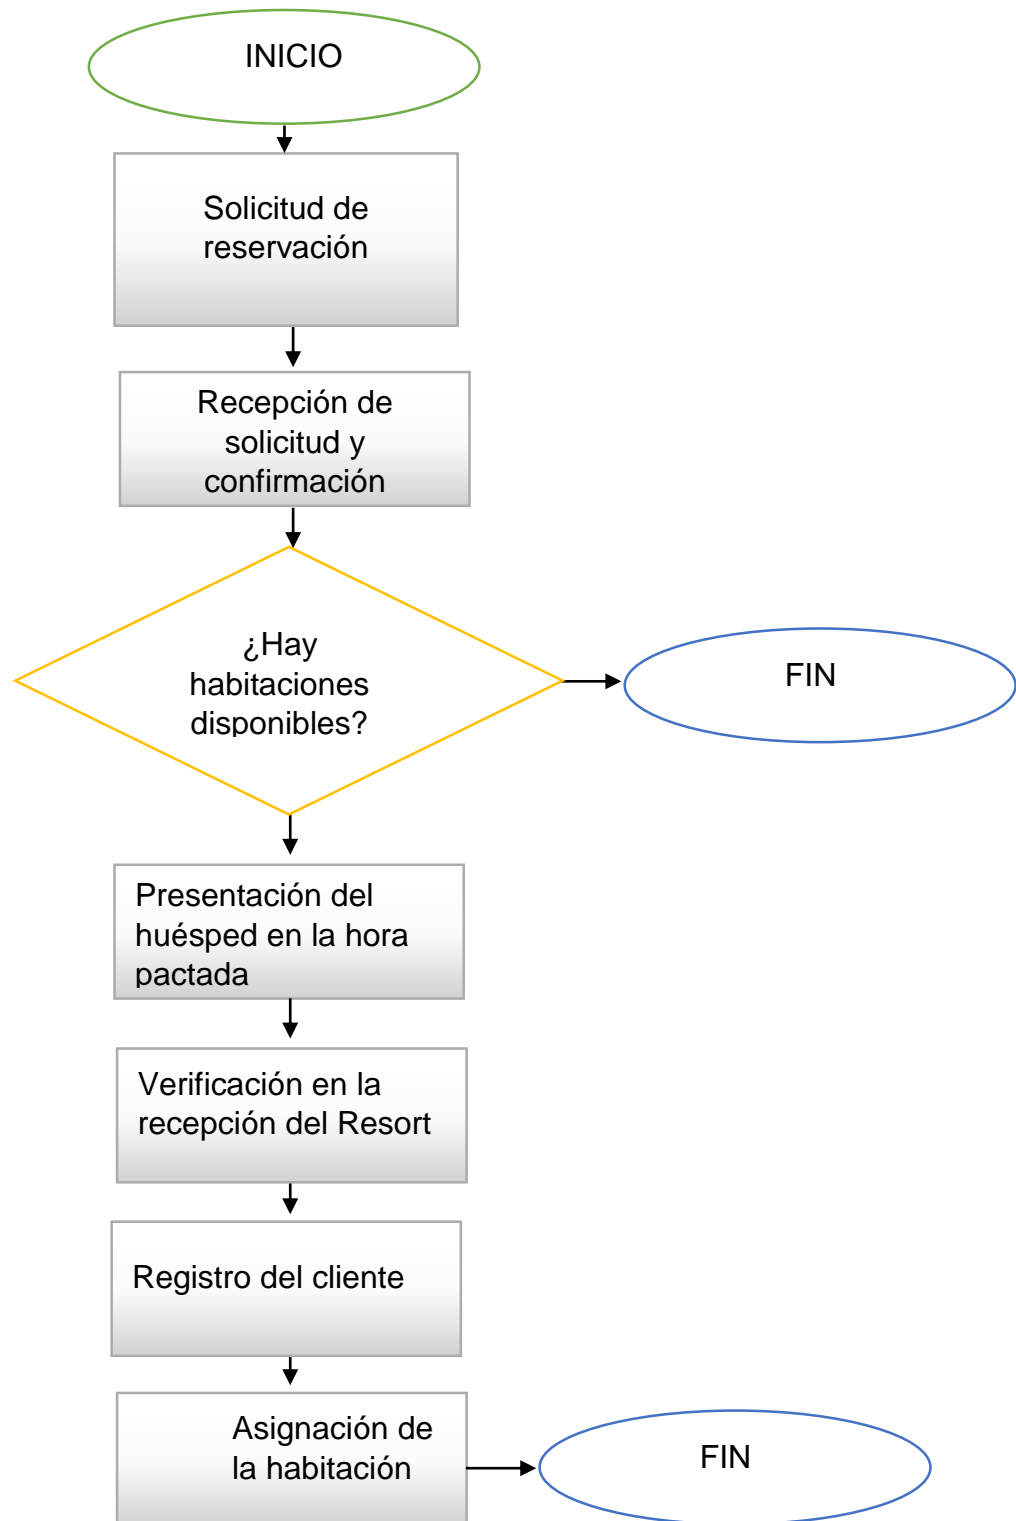 INICIO
Solicitud de
reservación
Recepción de
solicitud y
confirmación
¿Hay
habitaciones
disponibles?
FIN
Presentación del
huésped en la hora
pactada
Verificación en la
recepción del Resort
Registro del cliente
Asignación de
la habitación
FIN